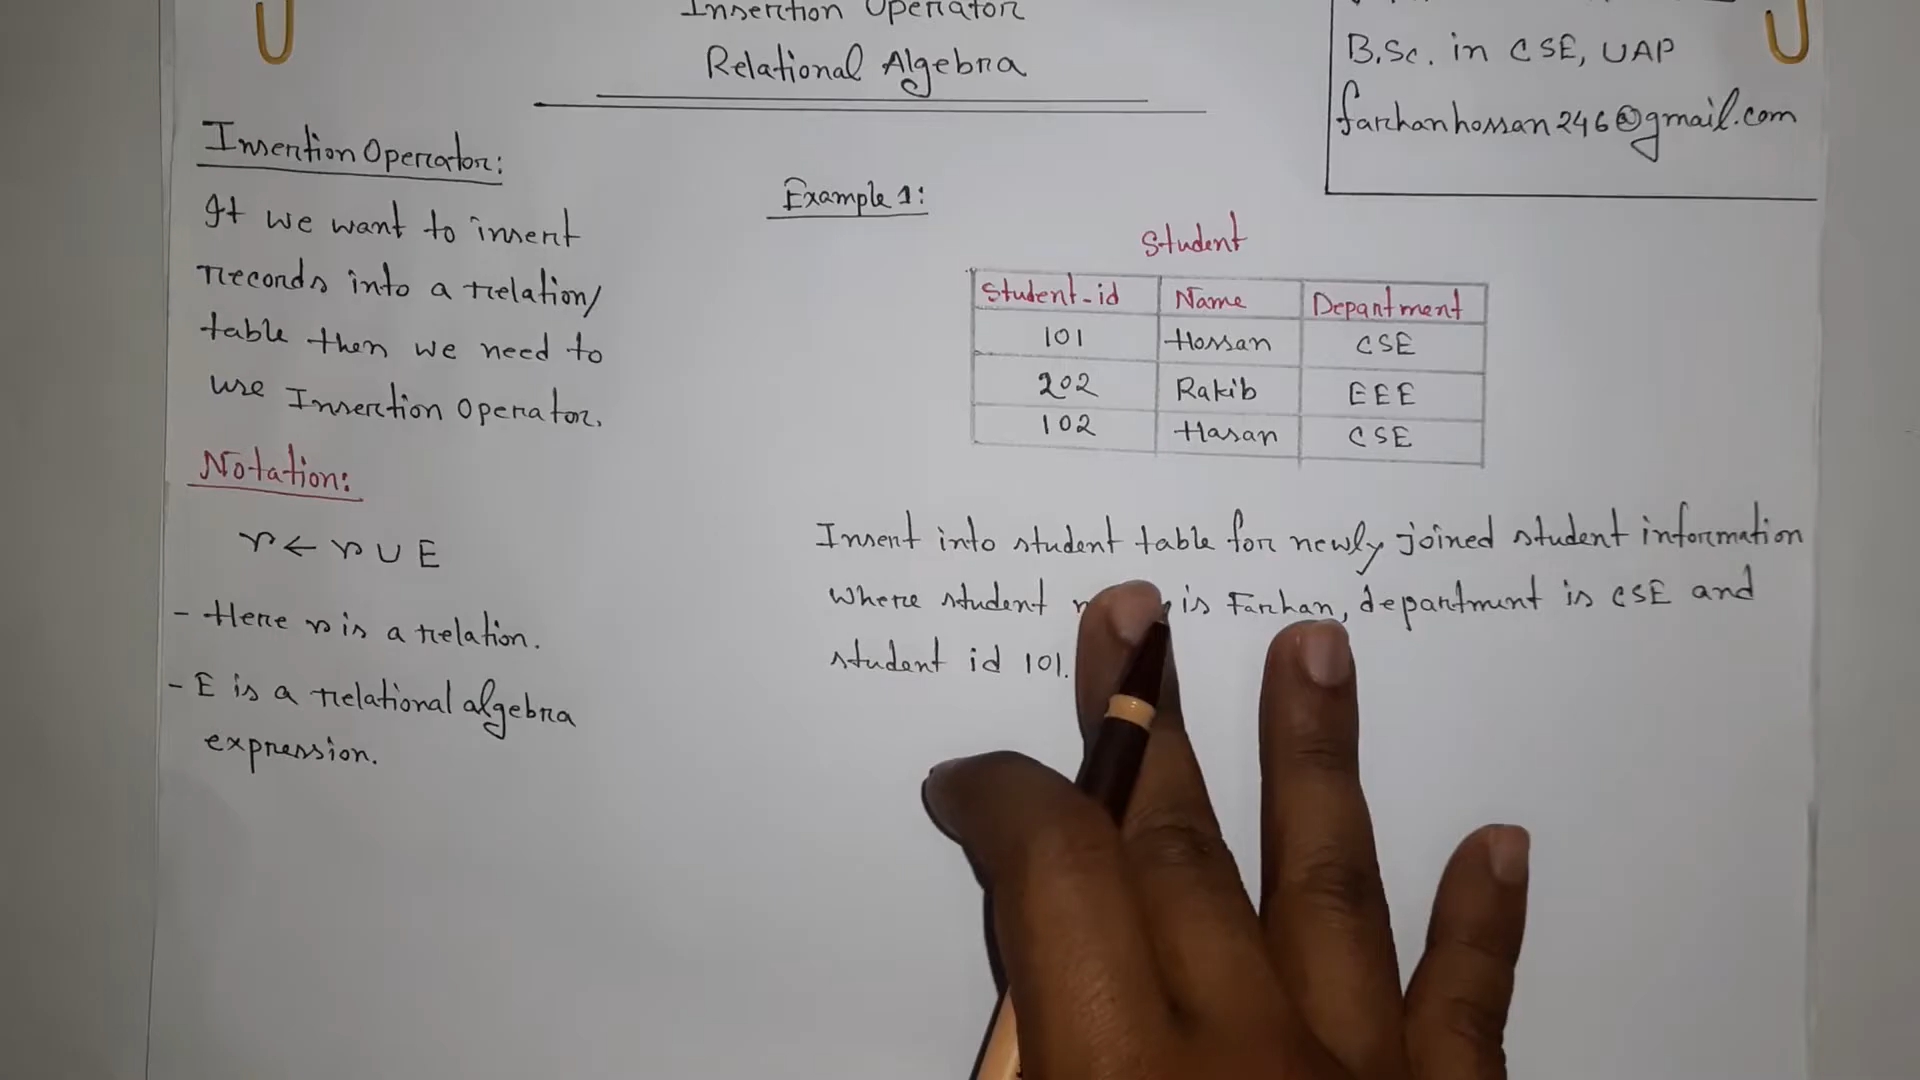 Insertion Operator
Relational Algebra
B.Sc. in CSE, UAP
farhanhossan246@gmail.com
Insertion Operator:
If we want to insert
records into a relation/
table then we need to
use Insertion Operator.
Notation:
r ← r ∪ E
- Here r is a relation.
- E is a relational algebra
expression.
Example 1:
Student
Student-id Name Department
101 Hossan CSE
202 Rakib EEE
102 Hasan CSE
Insert into student table for newly joined student information
where student is Farhan, department is CSE and
student id 101.